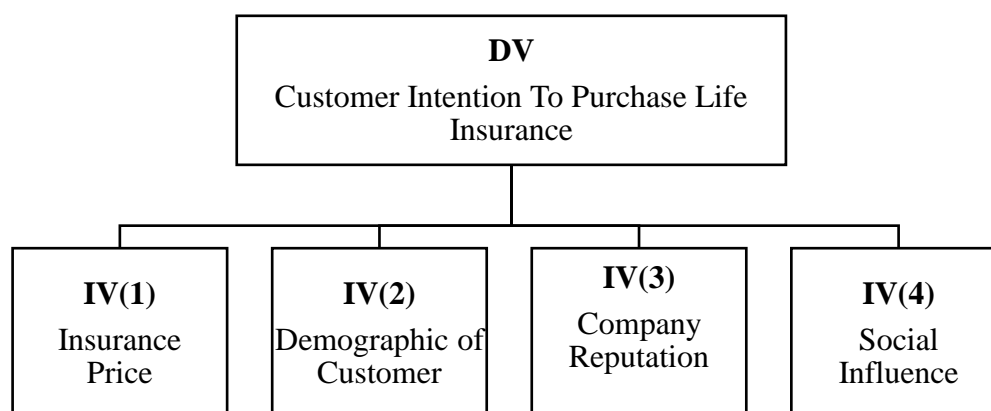 DV
Customer Intention To Purchase Life
Insurance
IV(1)
Insurance
Price
IV(2)
Demographic of
Customer
IV(3)
Company
Reputation
IV(4)
Social
Influence